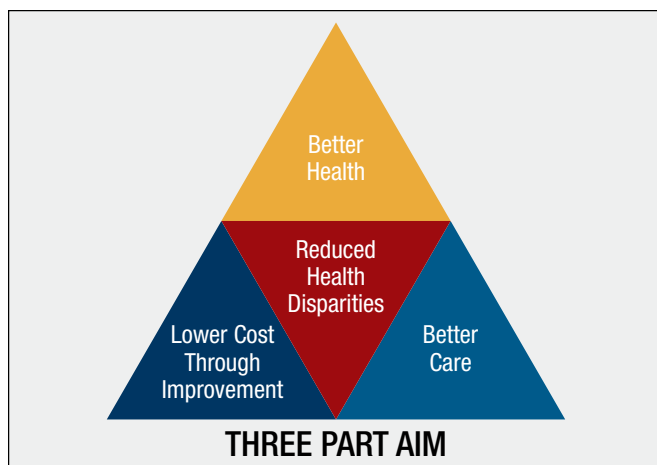 Better
Health
Reduced
Health
Disparities
Lower Cost
Through
Improvement
Better
Care
THREE PART AIM